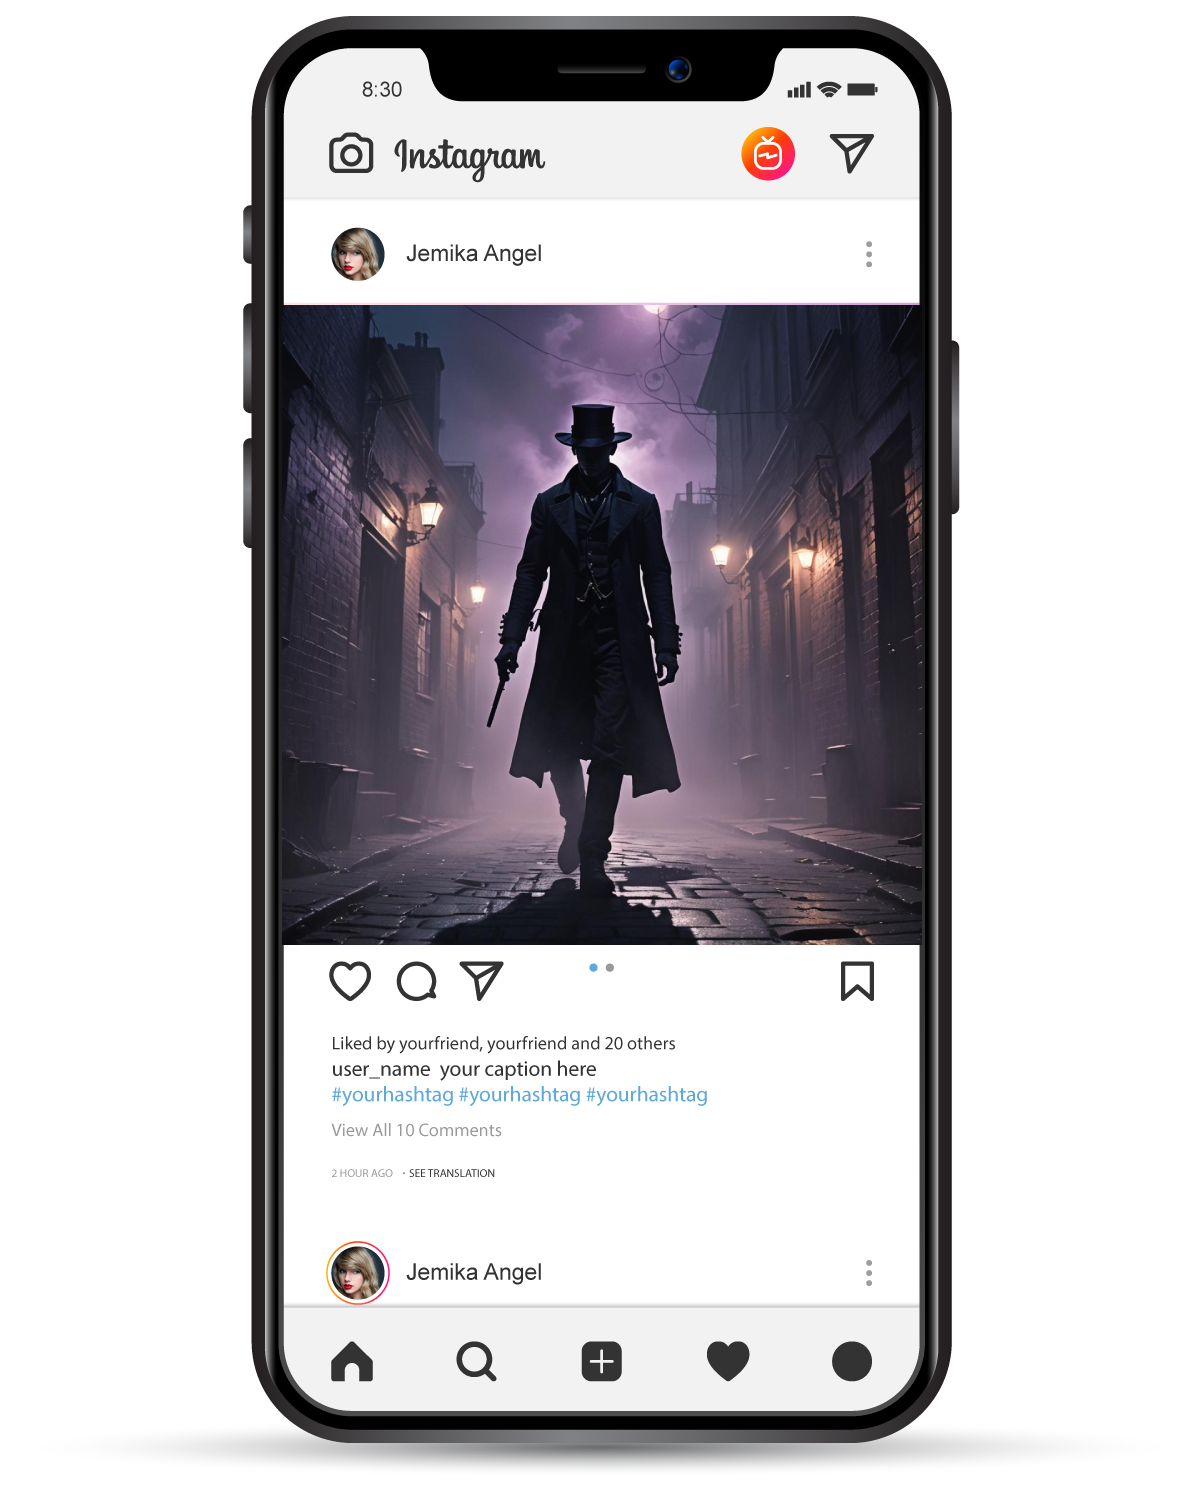 8:30
Instagram
Jemika Angel
Liked by yourfriend, yourfriend and 20 others
user_name your caption here
#yourhashtag #yourhashtag #yourhashtag
View All 10 Comments
2 HOUR AGO · SEE TRANSLATION
Jemika Angel